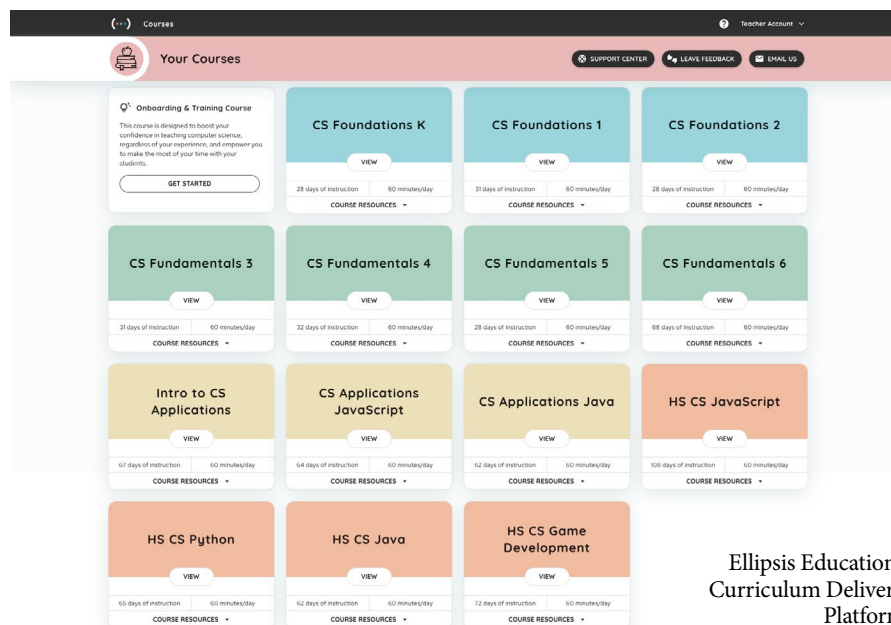 (···) Courses
Teacher Account
Your Courses
SUPPORT CENTER
LEAVE FEEDBACK
EMAIL US
Onboarding & Training Course
This course is designed to boost your
confidence in teaching computer science,
regardless of your experience, and empower you
to make the most of your time with your
students.
GET STARTED
CS Foundations K
VIEW
28 days of instruction 60 minutes/day
COURSE RESOURCES
CS Foundations 1
VIEW
31 days of instruction 60 minutes/day
COURSE RESOURCES
CS Foundations 2
VIEW
28 days of instruction 60 minutes/day
COURSE RESOURCES
CS Fundamentals 3
VIEW
31 days of instruction 60 minutes/day
COURSE RESOURCES
CS Fundamentals 4
VIEW
32 days of instruction 60 minutes/day
COURSE RESOURCES
CS Fundamentals 5
VIEW
28 days of instruction 60 minutes/day
COURSE RESOURCES
CS Fundamentals 6
VIEW
68 days of instruction 60 minutes/day
COURSE RESOURCES
Intro to CS
Applications
VIEW
67 days of instruction 60 minutes/day
COURSE RESOURCES
CS Applications
JavaScript
VIEW
64 days of instruction 60 minutes/day
COURSE RESOURCES
CS Applications Java
VIEW
62 days of instruction 60 minutes/day
COURSE RESOURCES
HS CS JavaScript
VIEW
108 days of instruction 60 minutes/day
COURSE RESOURCES
HS CS Python
VIEW
65 days of instruction 60 minutes/day
COURSE RESOURCES
HS CS Java
VIEW
62 days of instruction 60 minutes/day
COURSE RESOURCES
HS CS Game
Development
VIEW
72 days of instruction 60 minutes/day
COURSE RESOURCES
Ellipsis Education
Curriculum Deliver
Platfor